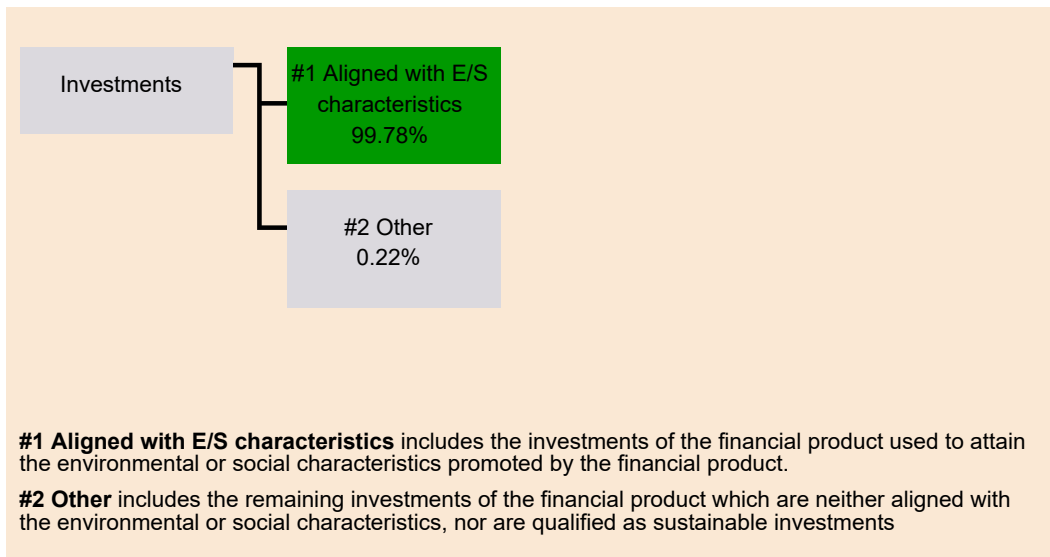 Investments
#1 Aligned with E/S
characteristics
99.78%
#2 Other
0.22%
#1 Aligned with E/S characteristics includes the investments of the financial product used to attain
the environmental or social characteristics promoted by the financial product.
#2 Other includes the remaining investments of the financial product which are neither aligned with
the environmental or social characteristics, nor are qualified as sustainable investments